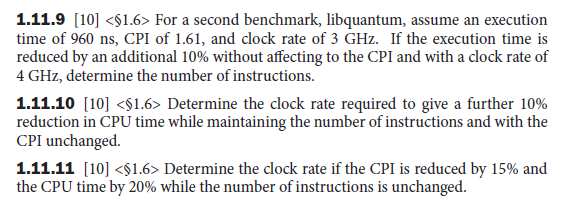 1.11.9 [10] <§1.6> For a second benchmark, libquantum, assume an execution
time of 960 ns, CPI of 1.61, and clock rate of 3 GHz. If the execution time is
reduced by an additional 10% without affecting to the CPI and with a clock rate of
4 GHz, determine the number of instructions.
1.11.10 [10] <§1.6> Determine the clock rate required to give a further 10%
reduction in CPU time while maintaining the number of instructions and with the
CPI unchanged.
1.11.11 [10] <§1.6> Determine the clock rate if the CPI is reduced by 15% and
the CPU time by 20% while the number of instructions is unchanged.